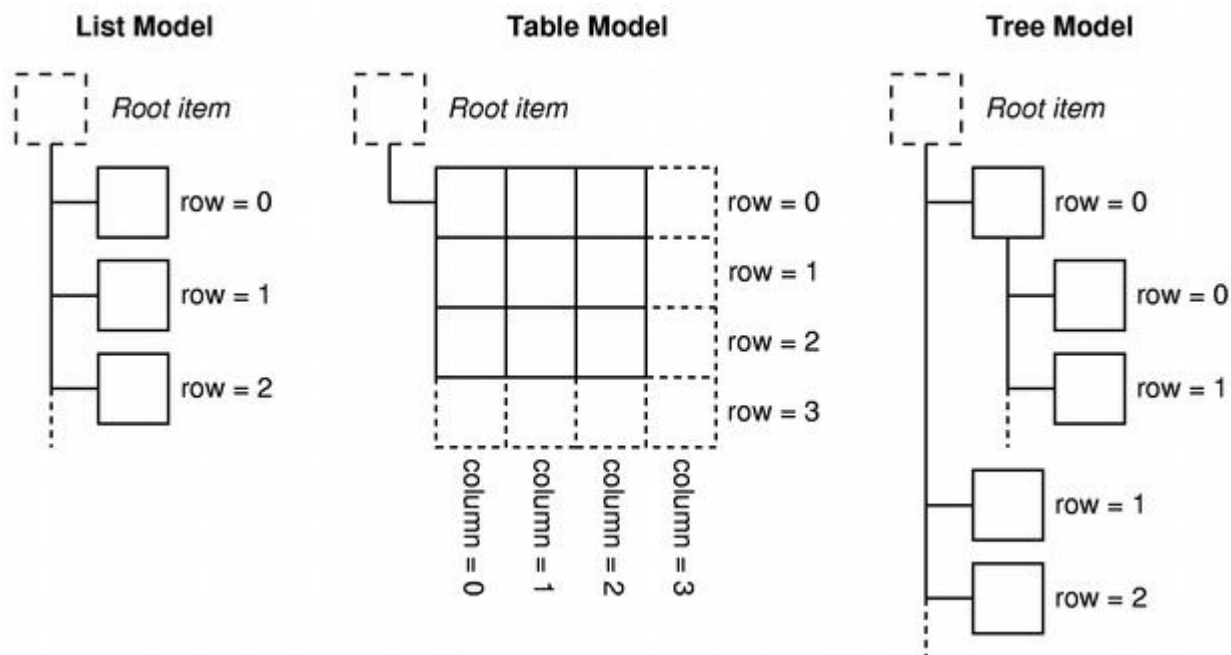 List Model
Root item
row = 0
row = 1
row = 2
Table Model
Root item
row = 0
row = 1
row = 2
row = 3
column = 0
column = 1
column = 2
column = 3
Tree Model
Root item
row = 0
row = 0
row = 1
row = 1
row = 2